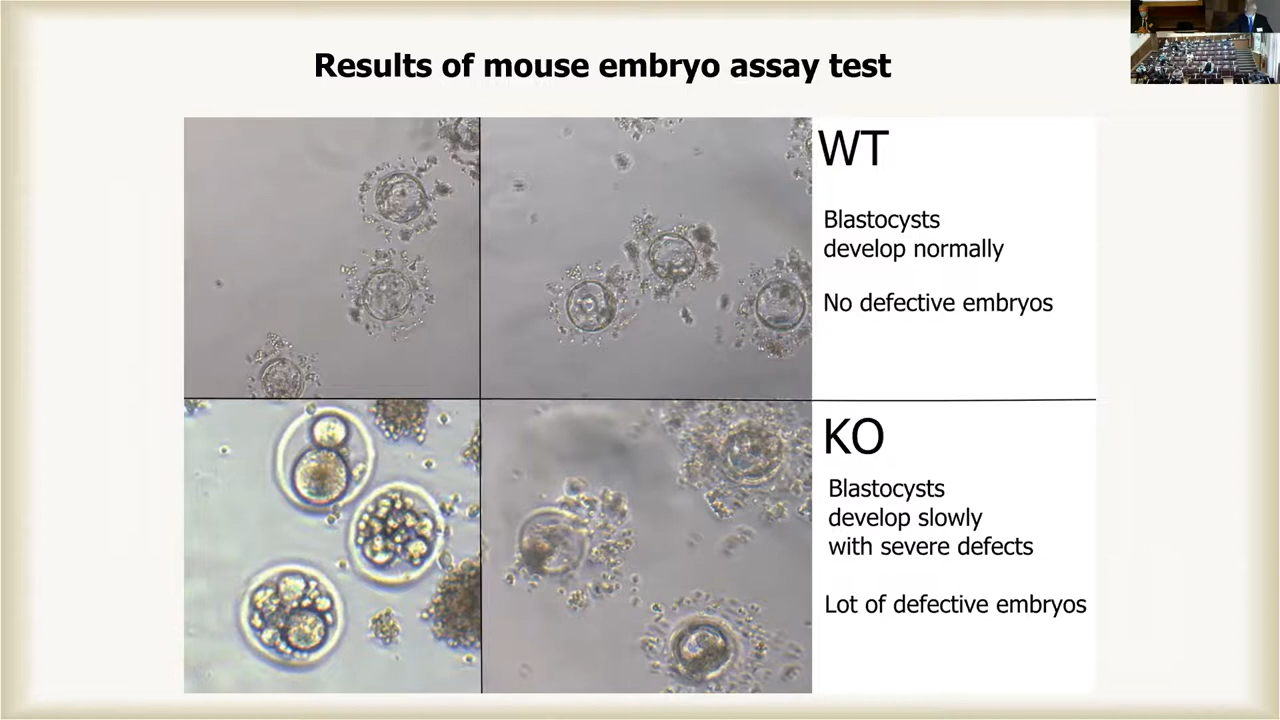 Results of mouse embryo assay test
WT
Blastocysts
develop normally
No defective embryos
KO
Blastocysts
develop slowly
with severe defects
Lot of defective embryos